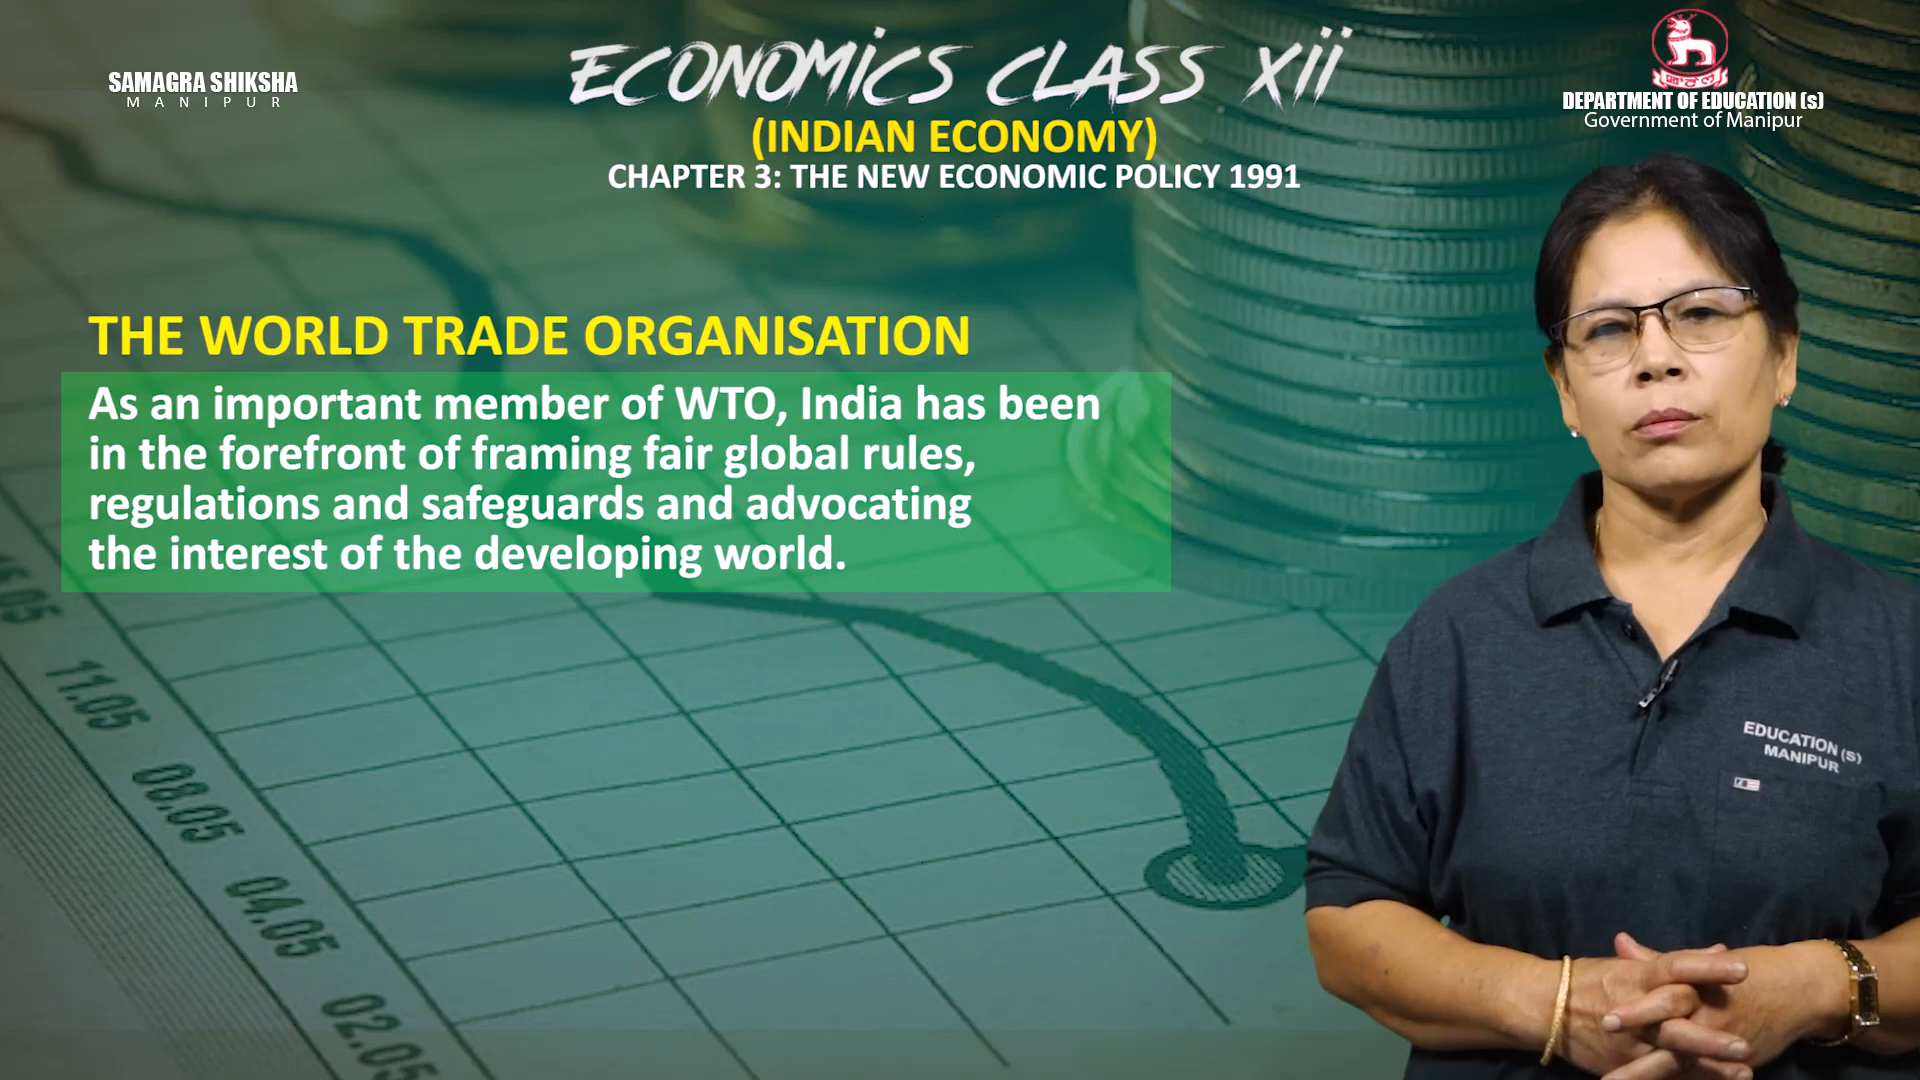 SAMAGRA SHIKSHA
MANIPUR
ECONOMICS CLASS XII
(INDIAN ECONOMY)
CHAPTER 3: THE NEW ECONOMIC POLICY 1991
DEPARTMENT OF EDUCATION (s)
Government of Manipur
THE WORLD TRADE ORGANISATION
As an important member of WTO, India has been
in the forefront of framing fair global rules,
regulations and safeguards and advocating
the interest of the developing world.
11.05
08.05
04.05
02.05
EDUCATION (s)
MANIPUR